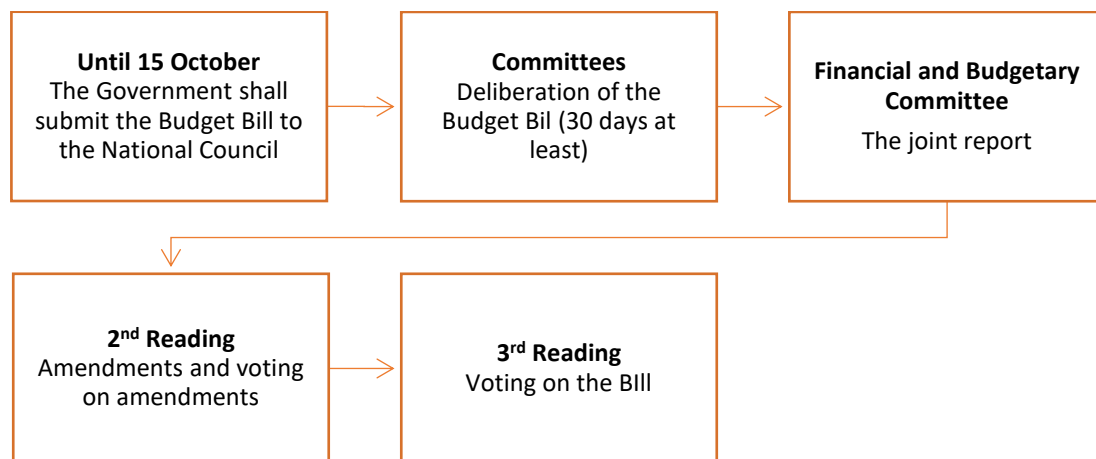 Until 15 October
The Government shall
submit the Budget Bill to
the National Council
Committees
Deliberation of the
Budget Bil (30 days at
least)
Financial and Budgetary
Committee
The joint report
2nd Reading
Amendments and voting
on amendments
3rd Reading
Voting on the BIll